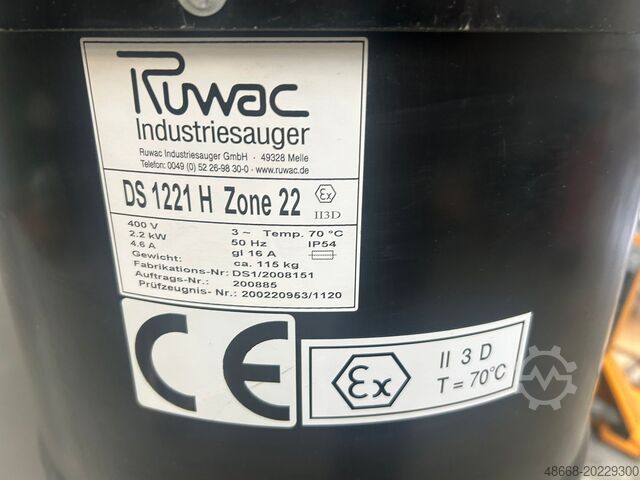 Ruwac
Industriesauger
Ruwac Industriesauger GmbH · 49328 Melle
Telefon: 0049 (0) 52 26-98 30-0 · www.ruwac.de
DS 1221 H Zone 22 Ex II3D
400 V 3~ Temp. 70 °C
2.2 kW 50 Hz IP54
4.6 A gl 16 A
Gewicht: ca. 115 kg
Fabrikations-Nr: DS1/2008151
Auftrags-Nr.: 200885
Prüfzeugnis-Nr: 200220953/1120
CE
Ex II 3 D
T = 70°C
48668-20229300